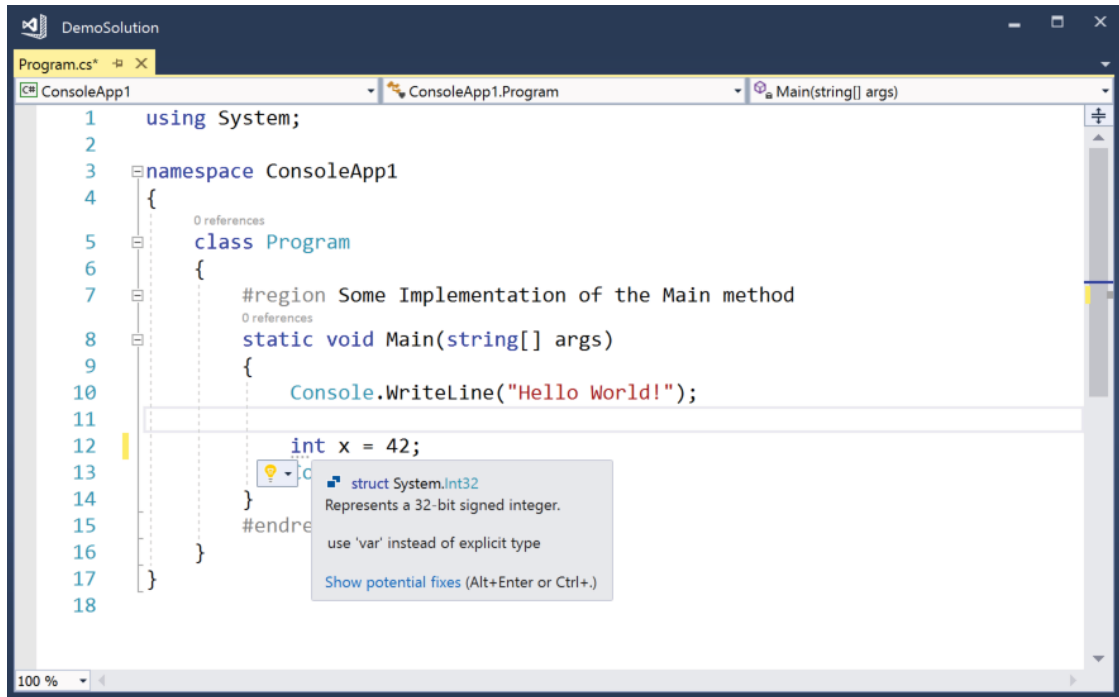 DemoSolution
Program.cs*
C# ConsoleApp1 ConsoleApp1.Program Main(string[] args)
1 using System;
2
3 namespace ConsoleApp1
4 {
0 references
5 class Program
6 {
7 #region Some Implementation of the Main method
0 references
8 static void Main(string[] args)
9 {
10 Console.WriteLine("Hello World!");
11
12 int x = 42;
13
struct System.Int32
14 }
Represents a 32-bit signed integer.
15 #endre
use 'var' instead of explicit type
16 }
17 }
Show potential fixes (Alt+Enter or Ctrl+.)
18
100 %